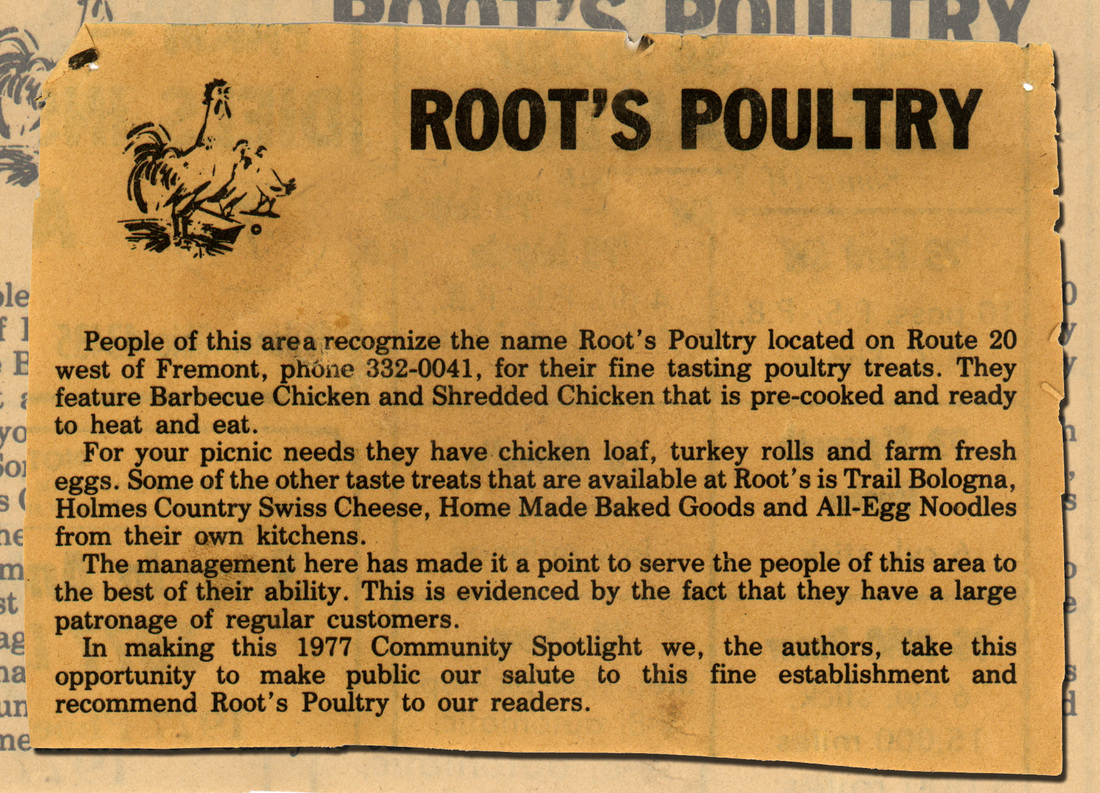 ROOT'S POULTRY
ROOT'S POULTRY
People of this area recognize the name Root's Poultry located on Route 20
west of Fremont, phone 332-0041, for their fine tasting poultry treats. They
feature Barbecue Chicken and Shredded Chicken that is pre-cooked and ready
to heat and eat.
For your picnic needs they have chicken loaf, turkey rolls and farm fresh
eggs. Some of the other taste treats that are available at Root's is Trail Bologna,
Holmes Country Swiss Cheese, Home Made Baked Goods and All-Egg Noodles
from their own kitchens.
The management here has made it a point to serve the people of this area to
the best of their ability. This is evidenced by the fact that they have a large
patronage of regular customers.
In making this 1977 Community Spotlight we, the authors, take this
opportunity to make public our salute to this fine establishment and
recommend Root's Poultry to our readers.